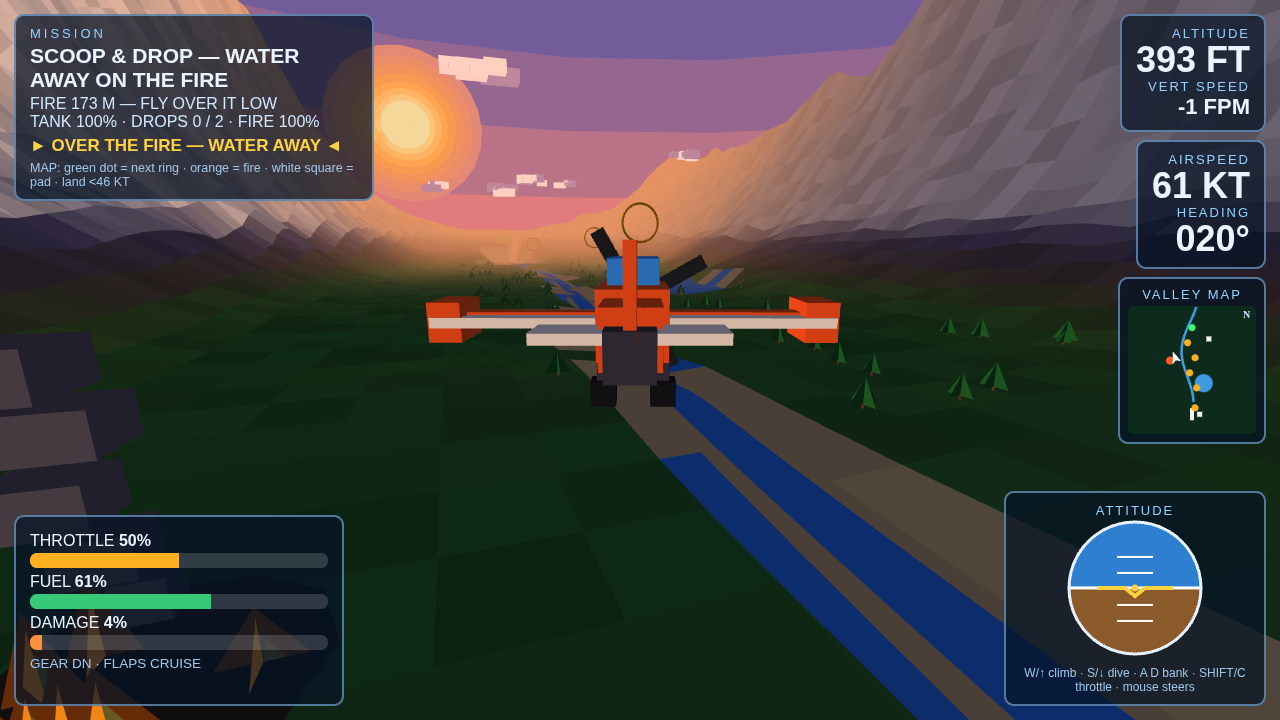 MISSION
SCOOP & DROP — WATER
AWAY ON THE FIRE
FIRE 173 M — FLY OVER IT LOW
TANK 100% · DROPS 0 / 2 · FIRE 100%
► OVER THE FIRE — WATER AWAY ◄
MAP: green dot = next ring · orange = fire · white square =
pad · land <46 KT
ALTITUDE
393 FT
VERT SPEED
-1 FPM
AIRSPEED
61 KT
HEADING
020°
VALLEY MAP
N
THROTTLE 50%
FUEL 61%
DAMAGE 4%
GEAR DN · FLAPS CRUISE
ATTITUDE
W/↑ climb · S/↓ dive · A D bank · SHIFT/C
throttle · mouse steers